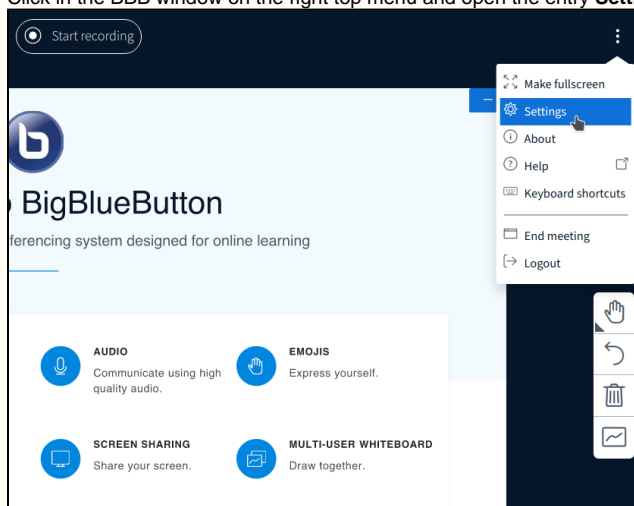 Click in the BBB window on the right top menu and open the entry Sett
Start recording
Make fullscreen
Settings
About
Help
Keyboard shortcuts
End meeting
Logout
BigBlueButton
ferencing system designed for online learning
AUDIO
Communicate using high
quality audio.
EMOJIS
Express yourself.
SCREEN SHARING
Share your screen.
MULTI-USER WHITEBOARD
Draw together.